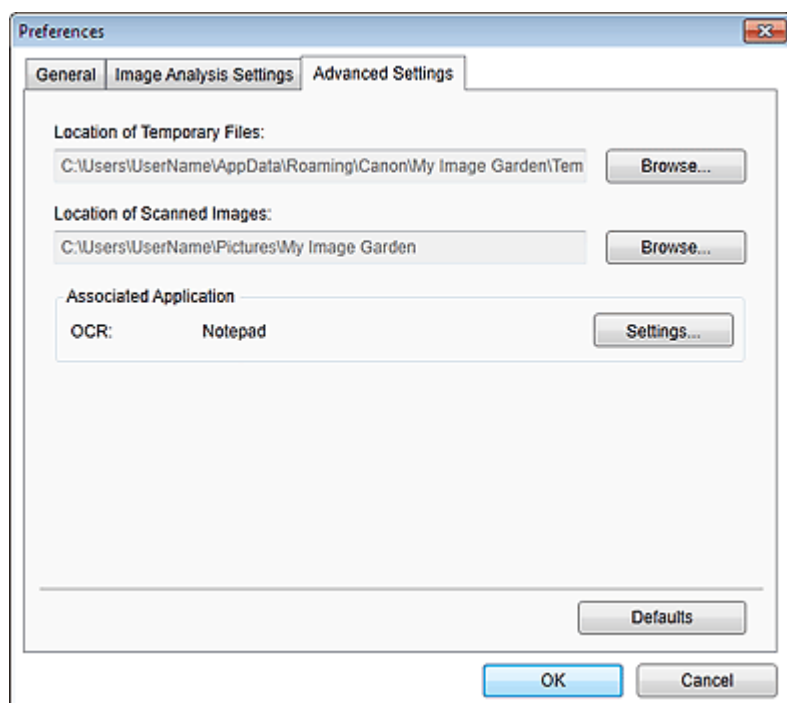 Preferences
General Image Analysis Settings Advanced Settings
Location of Temporary Files:
C:\Users\UserName\AppData\Roaming\Canon\My Image Garden\Tem Browse...
Location of Scanned Images:
C:\Users\UserName\Pictures\My Image Garden Browse...
Associated Application
OCR: Notepad Settings...
Defaults
OK Cancel